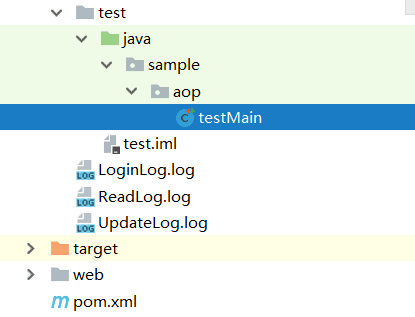 test
java
sample
aop
testMain
test.iml
LOG LoginLog.log
LOG ReadLog.log
LOG UpdateLog.log
target
web
m pom.xml